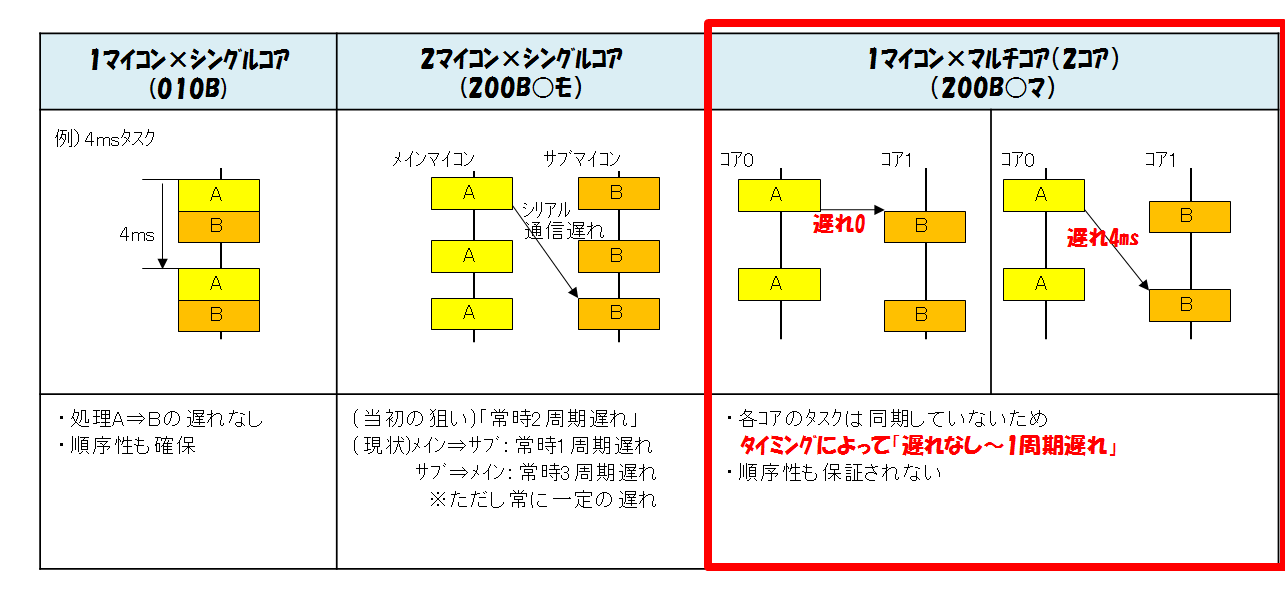 1マイコン×シングルコア
(010B)
2マイコン×シングルコア
(200B○モ)
1マイコン×マルチコア(2コア)
(200B○マ)
例)4msタスク
A
B
4ms
A
B
メインマイコン
サブマイコン
A
B
シリアル
通信遅れ
A
B
A
B
コア0
コア1
A
遅れ0
B
A
B
コア0
コア1
A
B
遅れ4ms
A
B
・処理A⇒Bの遅れなし
・順序性も確保
(当初の狙い)「常時2周期遅れ」
(現状)メイン⇒サブ:常時1周期遅れ
サブ⇒メイン:常時3周期遅れ
※ただし常に一定の遅れ
・各コアのタスクは同期していないため
タイミングによって「遅れなし~1周期遅れ」
・順序性も保証されない